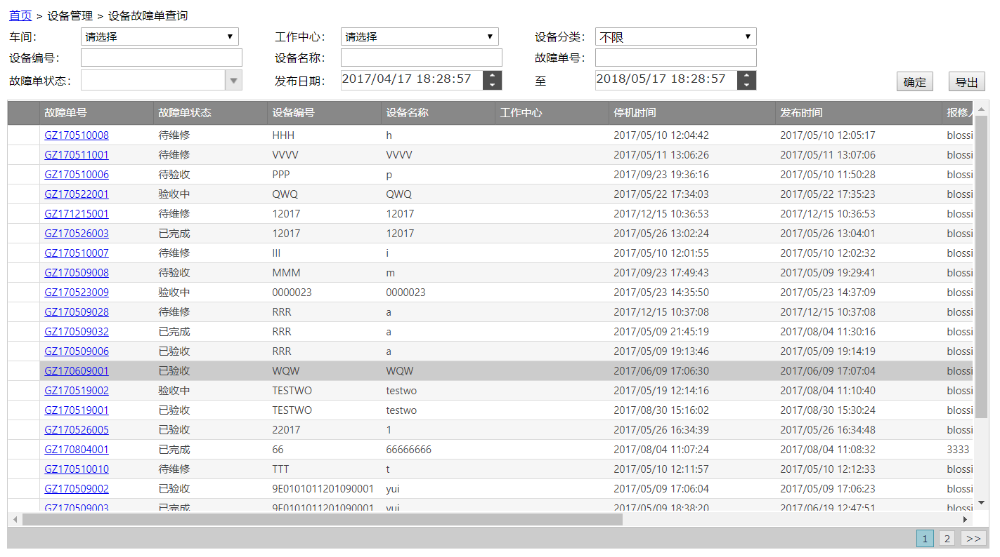 首页 > 设备管理 > 设备故障单查询
车间： 请选择 工作中心： 请选择 设备分类： 不限
设备编号： 设备名称： 故障单号：
故障单状态： 发布日期： 2017/04/17 18:28:57 至 2018/05/17 18:28:57 确定 导出
故障单号 故障单状态 设备编号 设备名称 工作中心 停机时间 发布时间 报修人
GZ170510008 待维修 HHH h 2017/05/10 12:04:42 2017/05/10 12:05:17 blossi
GZ170511001 待维修 VVVV VVVV 2017/05/11 13:06:26 2017/05/11 13:07:06 blossi
GZ170510006 待验收 PPP p 2017/09/23 19:36:16 2017/05/10 11:50:28 blossi
GZ170522001 验收中 QWQ QWQ 2017/05/22 17:34:03 2017/05/22 17:35:23 blossi
GZ171215001 待维修 12017 12017 2017/12/15 10:36:53 2017/12/15 10:36:53 blossi
GZ170526003 已完成 12017 12017 2017/05/26 13:02:24 2017/05/26 13:04:01 blossi
GZ170510007 待维修 III i 2017/05/10 12:01:55 2017/05/10 12:02:32 blossi
GZ170509008 待验收 MMM m 2017/09/23 17:49:43 2017/05/09 19:29:41 blossi
GZ170523009 验收中 0000023 0000023 2017/05/23 14:35:50 2017/05/23 14:37:09 blossi
GZ170509028 待维修 RRR a 2017/12/15 10:37:08 2017/12/15 10:37:08 blossi
GZ170509032 已完成 RRR a 2017/05/09 21:45:19 2017/08/04 11:30:16 blossi
GZ170509006 已验收 RRR a 2017/05/09 19:13:46 2017/05/09 19:14:19 blossi
GZ170609001 已验收 WQW WQW 2017/06/09 17:06:30 2017/06/09 17:07:04 blossi
GZ170519002 验收中 TESTWO testwo 2017/05/19 12:14:16 2017/08/04 11:10:40 blossi
GZ170519001 已验收 TESTWO testwo 2017/08/30 15:16:02 2017/08/30 15:30:24 blossi
GZ170526005 已验收 22017 1 2017/05/26 16:34:39 2017/05/26 16:34:48 blossi
GZ170804001 已完成 66 66666666 2017/08/04 11:07:24 2017/08/04 11:08:32 3333
GZ170510010 待维修 TTT t 2017/05/10 12:11:57 2017/05/10 12:12:33 blossi
GZ170509002 已验收 9E0101011201090001 yui 2017/05/09 17:06:04 2017/05/09 17:06:23 blossi
GZ170509003 已完成 9E0101011201090001 yui 2017/05/09 18:38:20 2017/06/19 12:47:51 blossi
1 2 >>